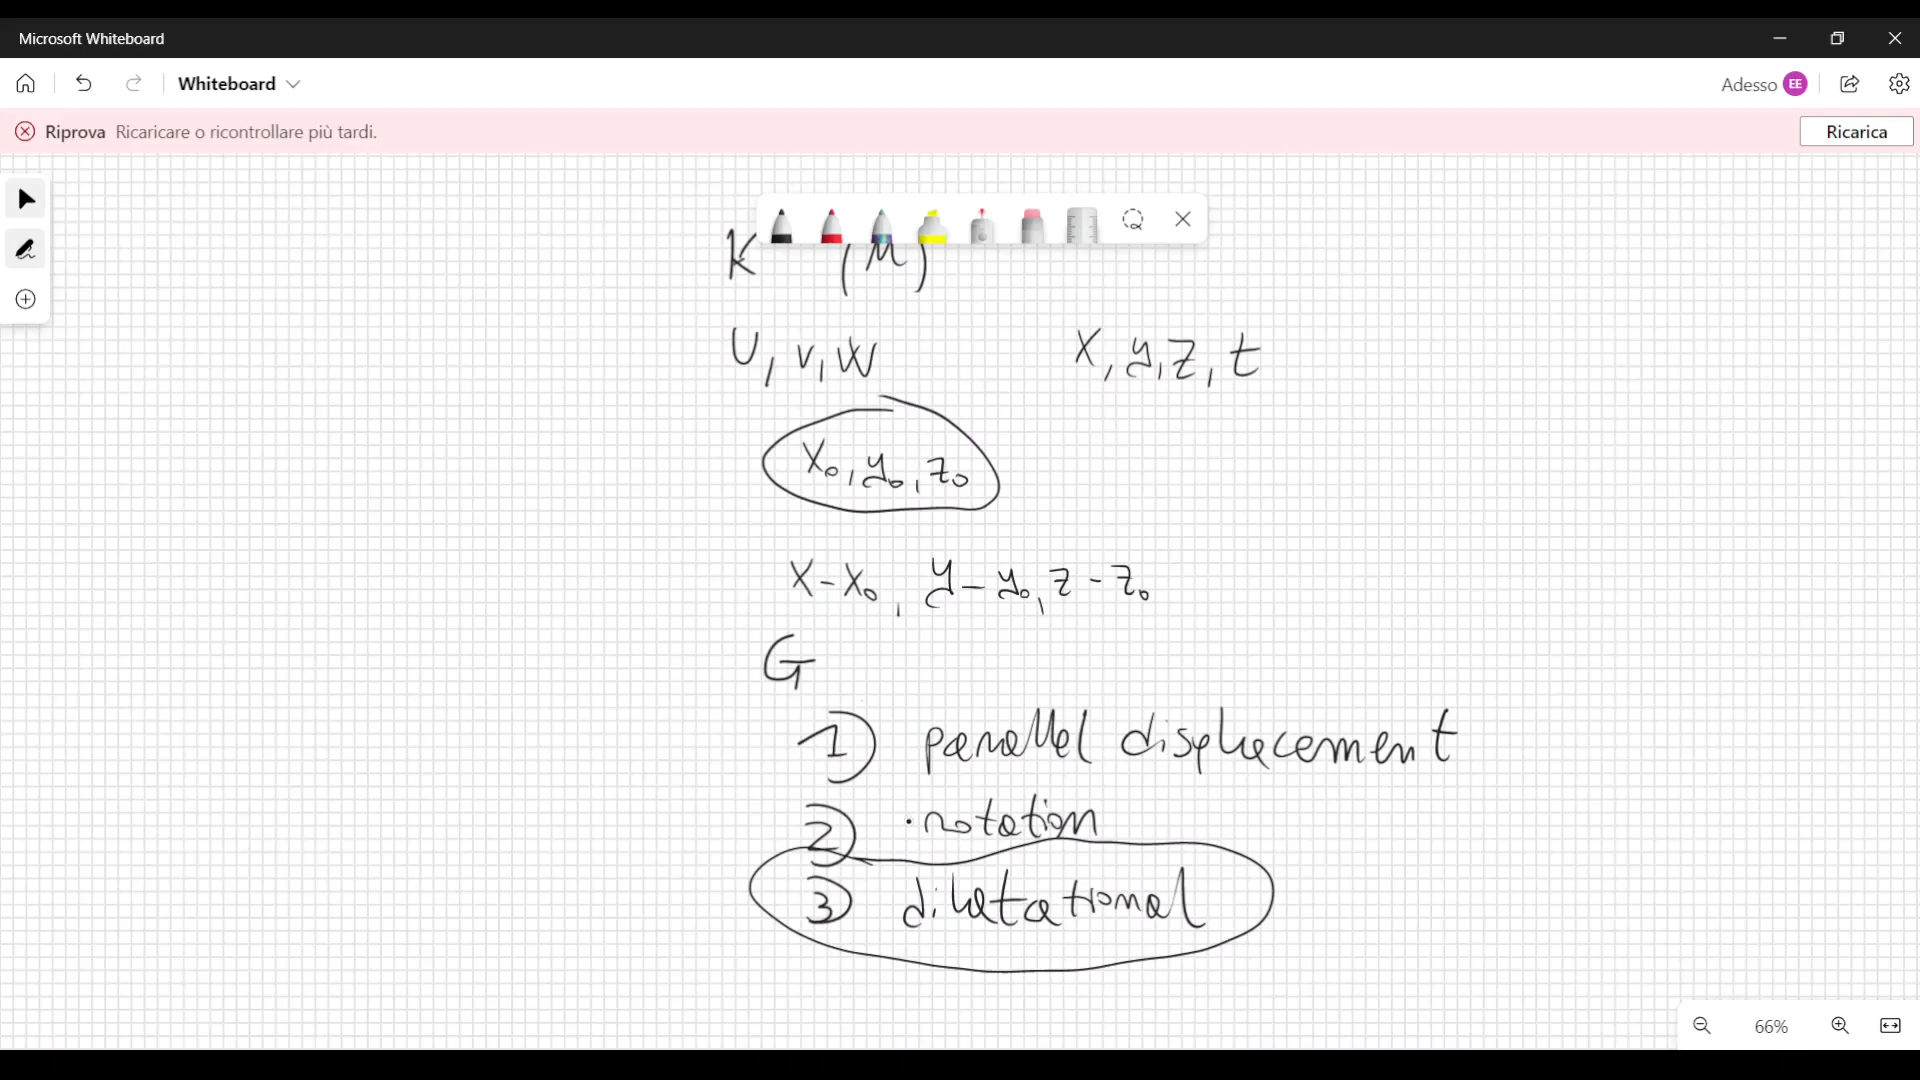 Microsoft Whiteboard
Whiteboard
Adesso EE
Riprova Ricaricare o ricontrollare più tardi.
Ricarica
K (M)
U, v, w x, y, z, t
x₀, y₀, z₀
x-x₀, y-y₀, z-z₀
G
1 parallel displacement
2 rotation
3 dilatational
66%